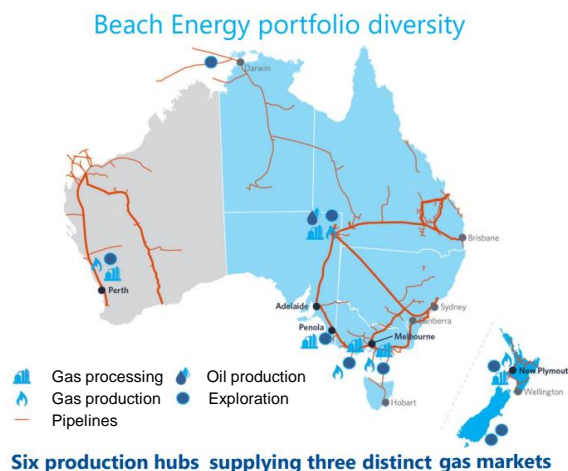 Beach Energy portfolio diversity
Darwin
Brisbane
Perth
Adelaide
Sydney
Canberra
Penola
Melbourne
New Plymout
Wellington
Hobart
Gas processing
Oil production
Gas production
Exploration
Pipelines
Six production hubs supplying three distinct gas markets